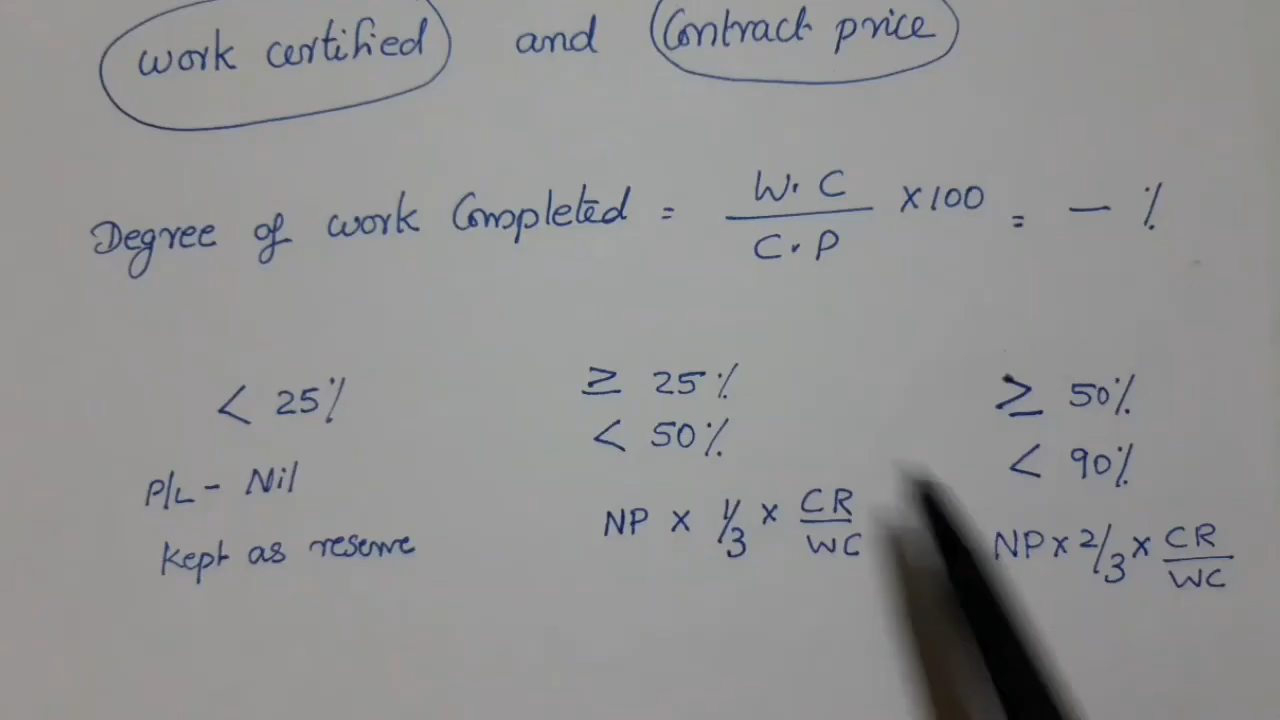 work certified and Contract price
Degree of work Completed = W.C / C.P × 100 = — %
< 25%
P/L - Nil
Kept as reserve
≥ 25%
< 50%
NP × 1/3 × CR / WC
≥ 50%
< 90%
NP × 2/3 × CR / WC